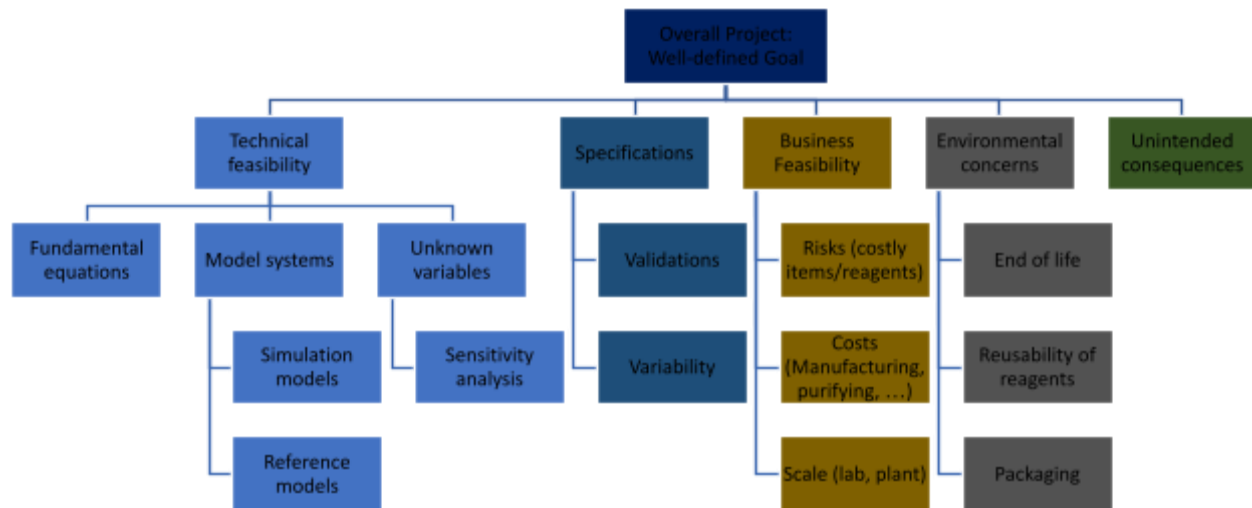 Overall Project:
Well-defined Goal
Technical
feasibility
Specifications
Business
Feasibility
Environmental
concerns
Unintended
consequences
Fundamental
equations
Model systems
Unknown
variables
Validations
Risks (costly
items/reagents)
End of life
Simulation
models
Sensitivity
analysis
Variability
Costs
(Manufacturing,
purifying, …)
Reusability of
reagents
Reference
models
Scale (lab, plant)
Packaging